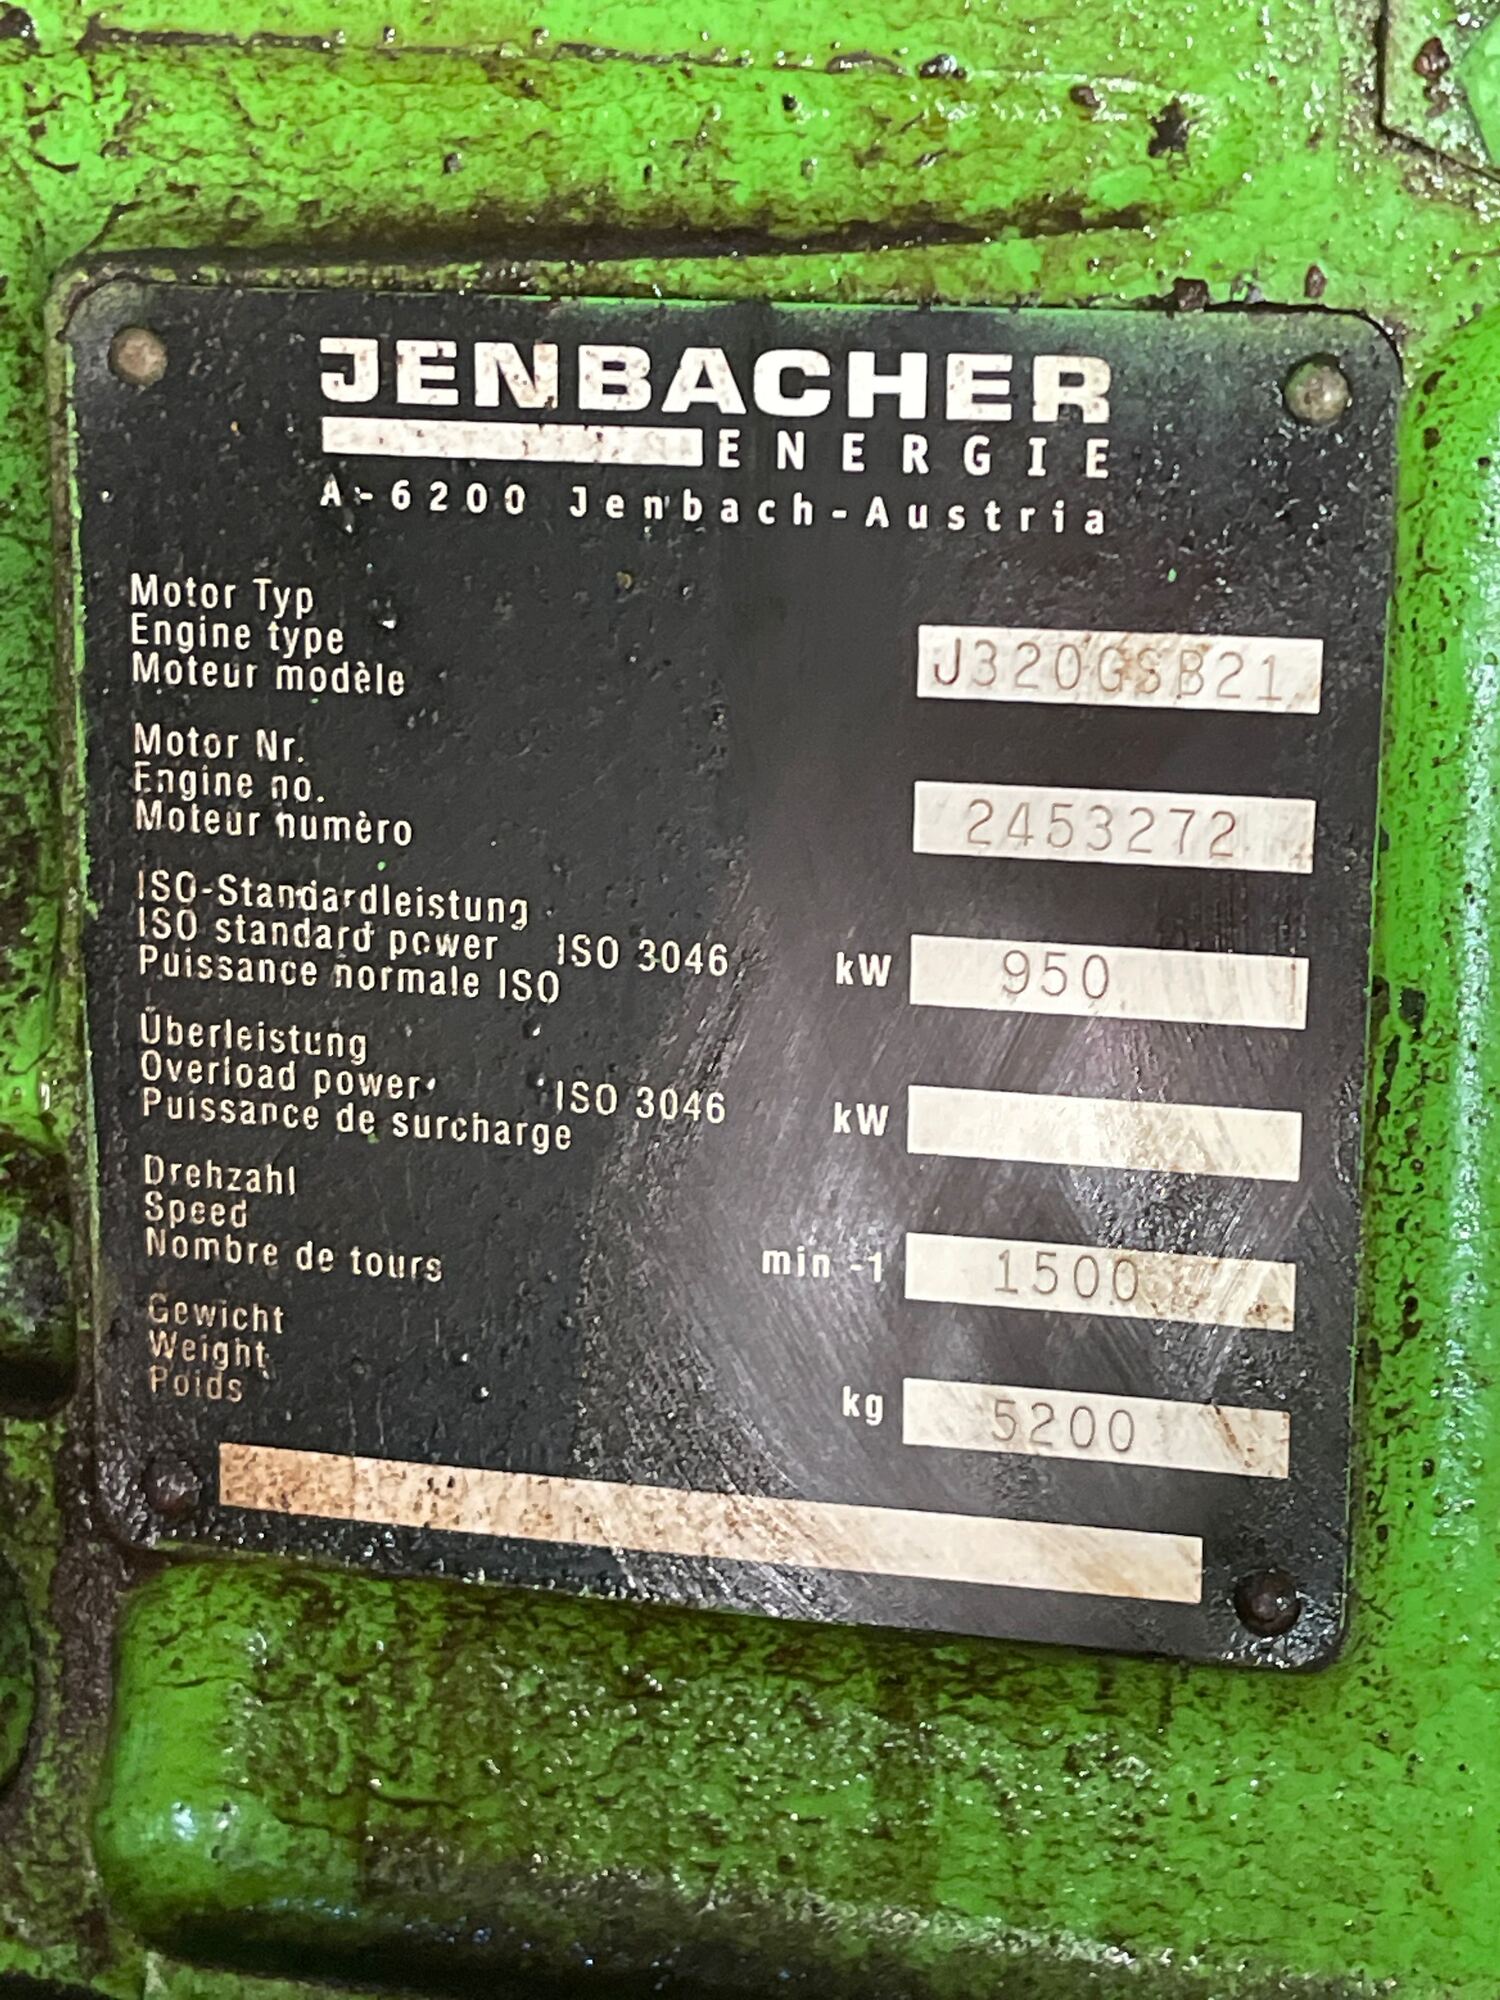 JENBACHER
ENERGIE
A-6200 Jenbach-Austria
Motor Typ
Engine type
Moteur modèle
J320GSB21
Motor Nr.
Engine no.
Moteur numèro
2453272
ISO-Standardleistung
ISO standard power ISO 3046
Puissance normale ISO
kW 950
Überleistung
Overload power ISO 3046
Puissance de surcharge
kW
Drehzahl
Speed
Nombre de tours
min -1 1500
Gewicht
Weight
Poids
kg 5200